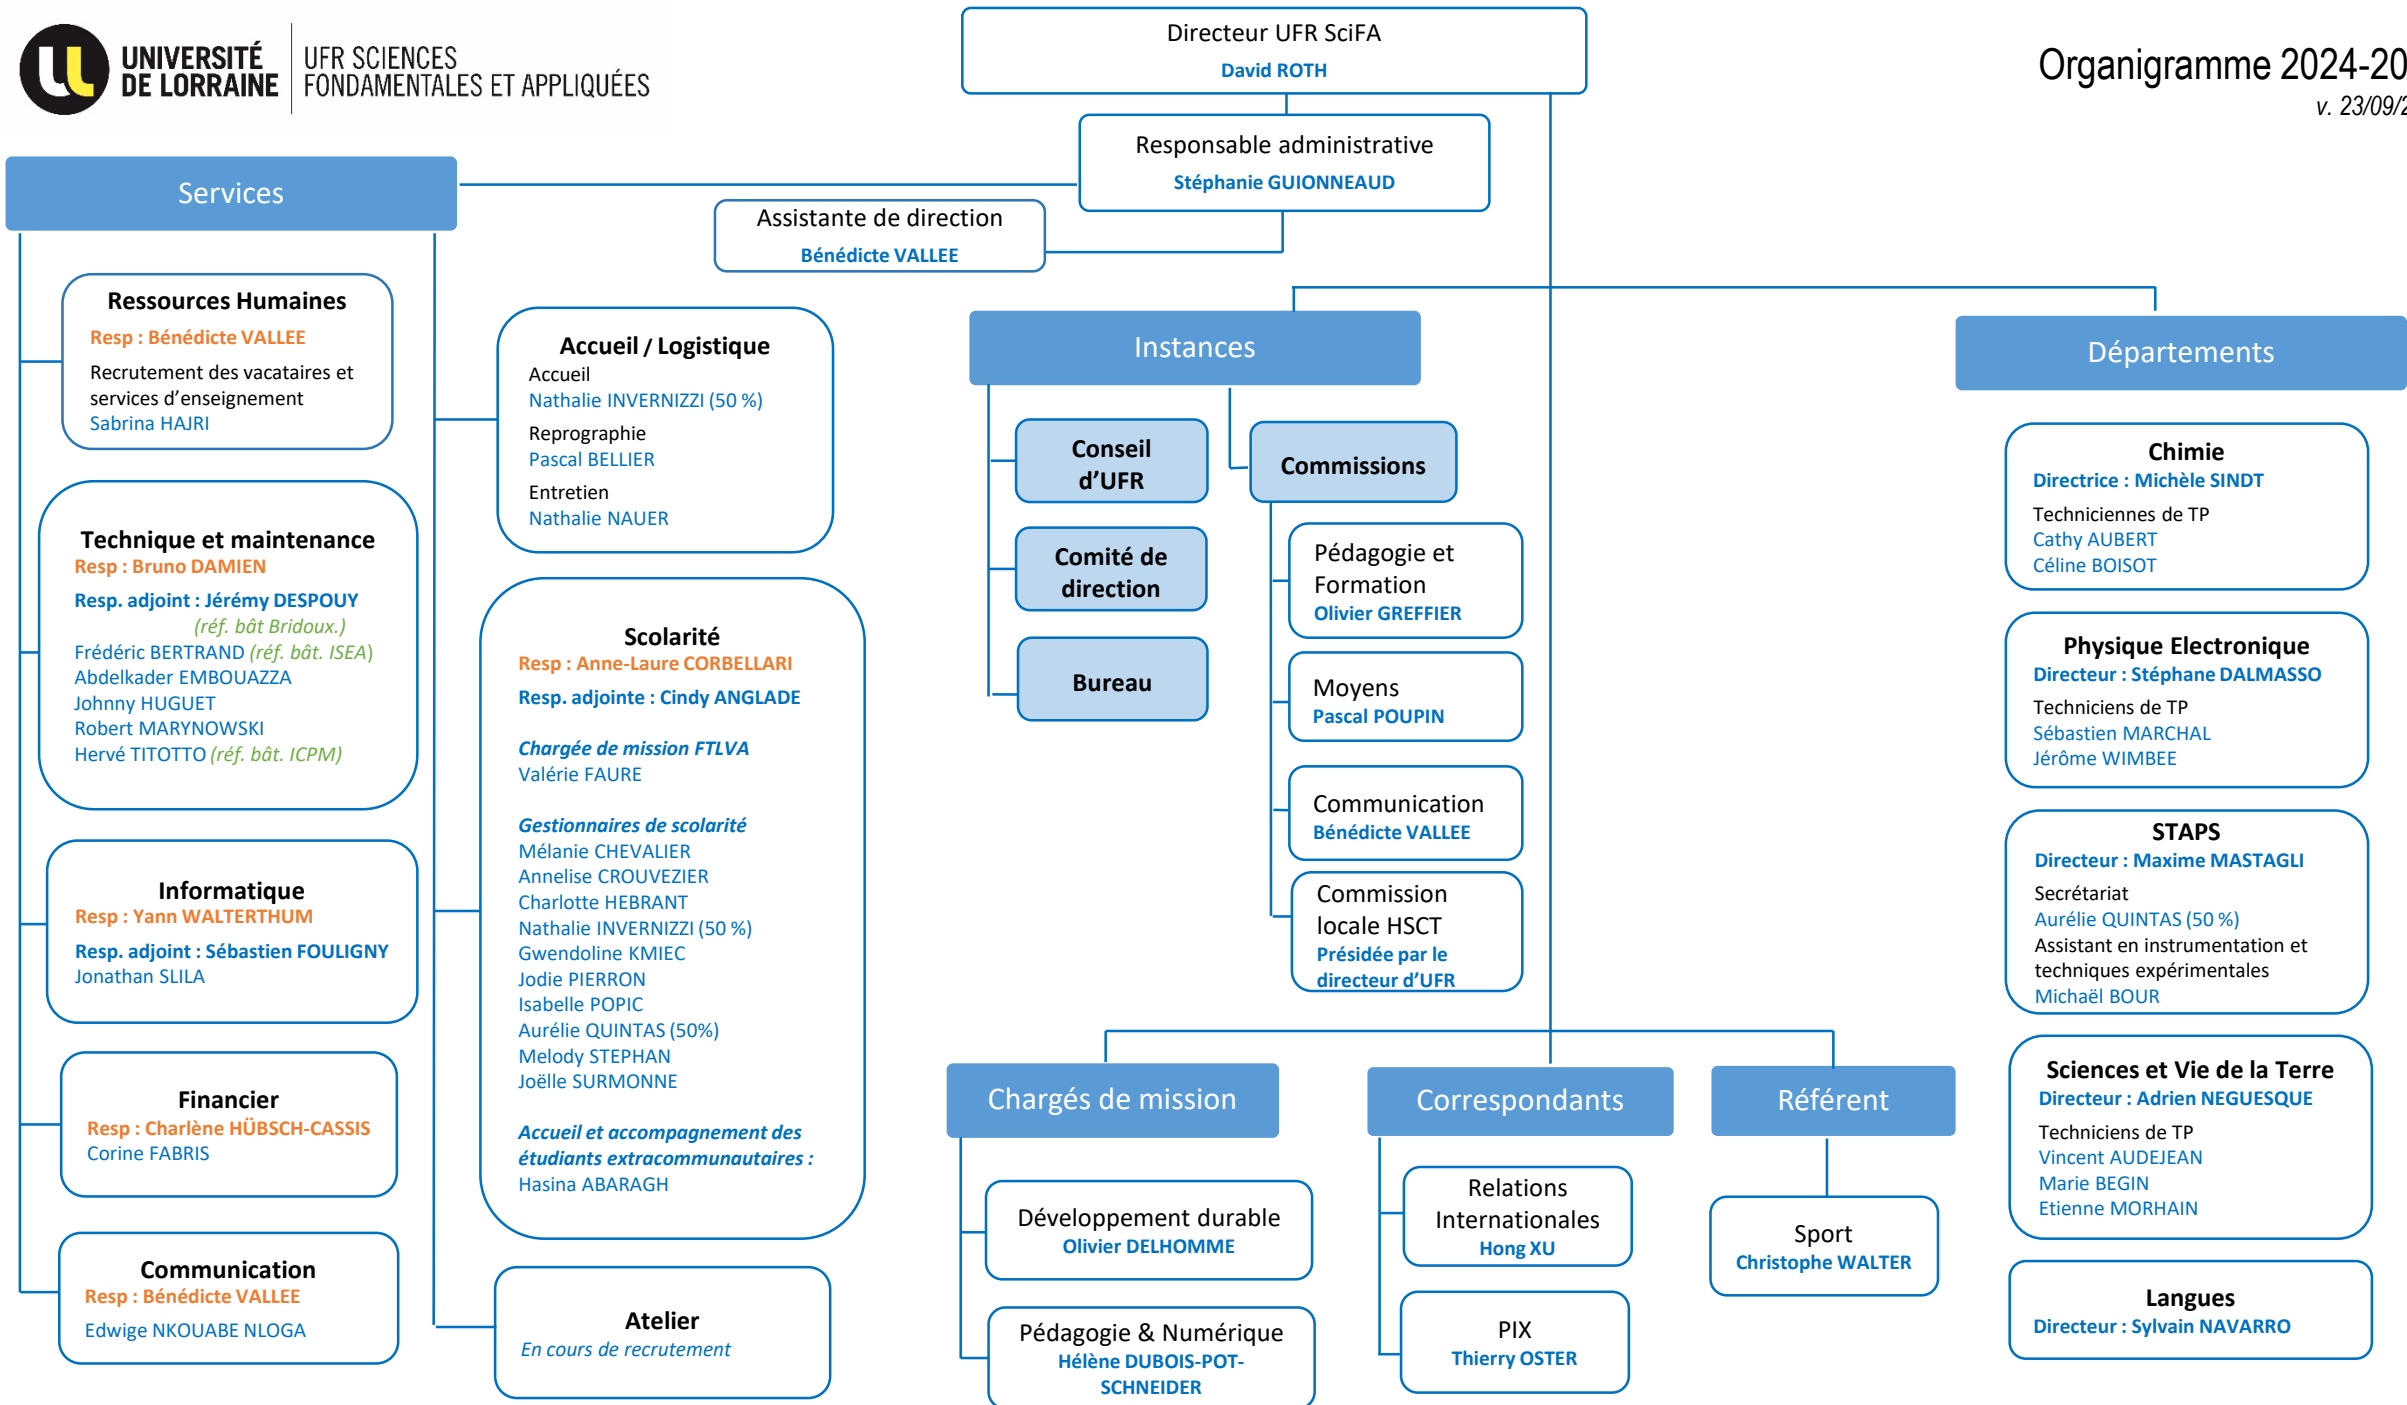 UNIVERSITÉ
DE LORRAINE
UFR SCIENCES
FONDAMENTALES ET APPLIQUÉES
Directeur UFR SciFA
David ROTH
Organigramme 2024-20
v. 23/09/2
Responsable administrative
Stéphanie GUIONNEAUD
Assistante de direction
Bénédicte VALLEE
Services
Ressources Humaines
Resp : Bénédicte VALLEE
Recrutement des vacataires et
services d’enseignement
Sabrina HAJRI
Technique et maintenance
Resp : Bruno DAMIEN
Resp. adjoint : Jérémy DESPOUY
(réf. bât Bridoux.)
Frédéric BERTRAND (réf. bât. ISEA)
Abdelkader EMBOUAZZA
Johnny HUGUET
Robert MARYNOWSKI
Hervé TITOTTO (réf. bât. ICPM)
Informatique
Resp : Yann WALTERTHUM
Resp. adjoint : Sébastien FOULIGNY
Jonathan SLILA
Financier
Resp : Charlène HÜBSCH-CASSIS
Corine FABRIS
Communication
Resp : Bénédicte VALLEE
Edwige NKOUABE NLOGA
Accueil / Logistique
Accueil
Nathalie INVERNIZZI (50 %)
Reprographie
Pascal BELLIER
Entretien
Nathalie NAUER
Scolarité
Resp : Anne-Laure CORBELLARI
Resp. adjointe : Cindy ANGLADE
Chargée de mission FTLVA
Valérie FAURE
Gestionnaires de scolarité
Mélanie CHEVALIER
Annelise CROUVEZIER
Charlotte HEBRANT
Nathalie INVERNIZZI (50 %)
Gwendoline KMIEC
Jodie PIERRON
Isabelle POPIC
Aurélie QUINTAS (50%)
Melody STEPHAN
Joëlle SURMONNE
Accueil et accompagnement des
étudiants extracommunautaires :
Hasina ABARAGH
Atelier
En cours de recrutement
Instances
Conseil
d’UFR
Comité de
direction
Bureau
Commissions
Pédagogie et
Formation
Olivier GREFFIER
Moyens
Pascal POUPIN
Communication
Bénédicte VALLEE
Commission
locale HSCT
Présidée par le
directeur d’UFR
Chargés de mission
Développement durable
Olivier DELHOMME
Pédagogie & Numérique
Hélène DUBOIS-POT-
SCHNEIDER
Correspondants
Relations
Internationales
Hong XU
PIX
Thierry OSTER
Référent
Sport
Christophe WALTER
Départements
Chimie
Directrice : Michèle SINDT
Techniciennes de TP
Cathy AUBERT
Céline BOISOT
Physique Electronique
Directeur : Stéphane DALMASSO
Techniciens de TP
Sébastien MARCHAL
Jérôme WIMBEE
STAPS
Directeur : Maxime MASTAGLI
Secrétariat
Aurélie QUINTAS (50 %)
Assistant en instrumentation et
techniques expérimentales
Michaël BOUR
Sciences et Vie de la Terre
Directeur : Adrien NEGUESQUE
Techniciens de TP
Vincent AUDEJEAN
Marie BEGIN
Etienne MORHAIN
Langues
Directeur : Sylvain NAVARRO